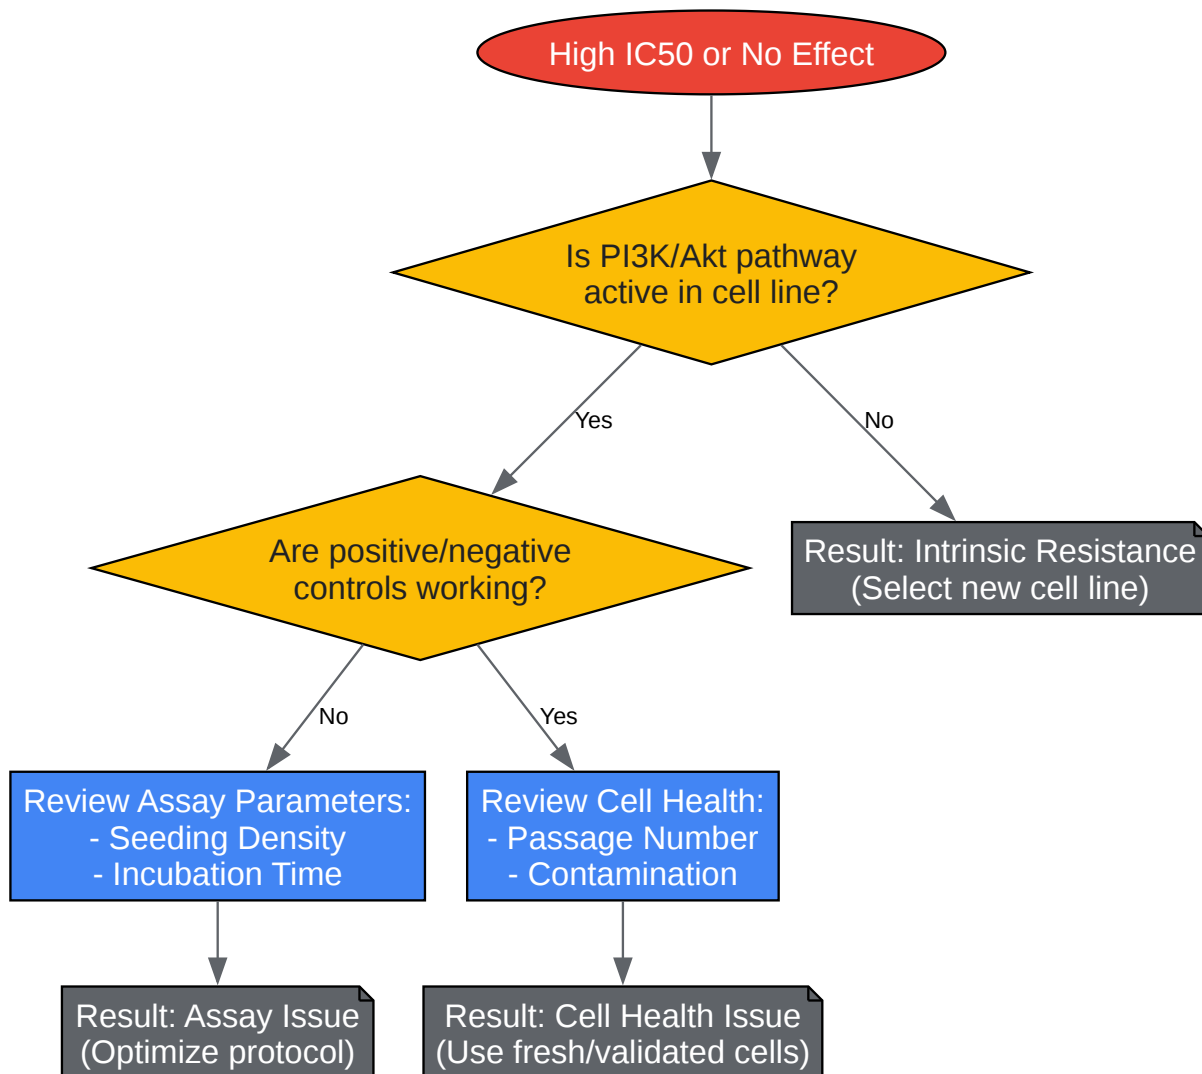 High IC50 or No Effect
Is PI3K/Akt pathway
active in cell line?
Yes
No
Are positive/negative
controls working?
Result: Intrinsic Resistance
(Select new cell line)
No
Yes
Review Assay Parameters:
- Seeding Density
- Incubation Time
Review Cell Health:
- Passage Number
- Contamination
Result: Assay Issue
(Optimize protocol)
Result: Cell Health Issue
(Use fresh/validated cells)